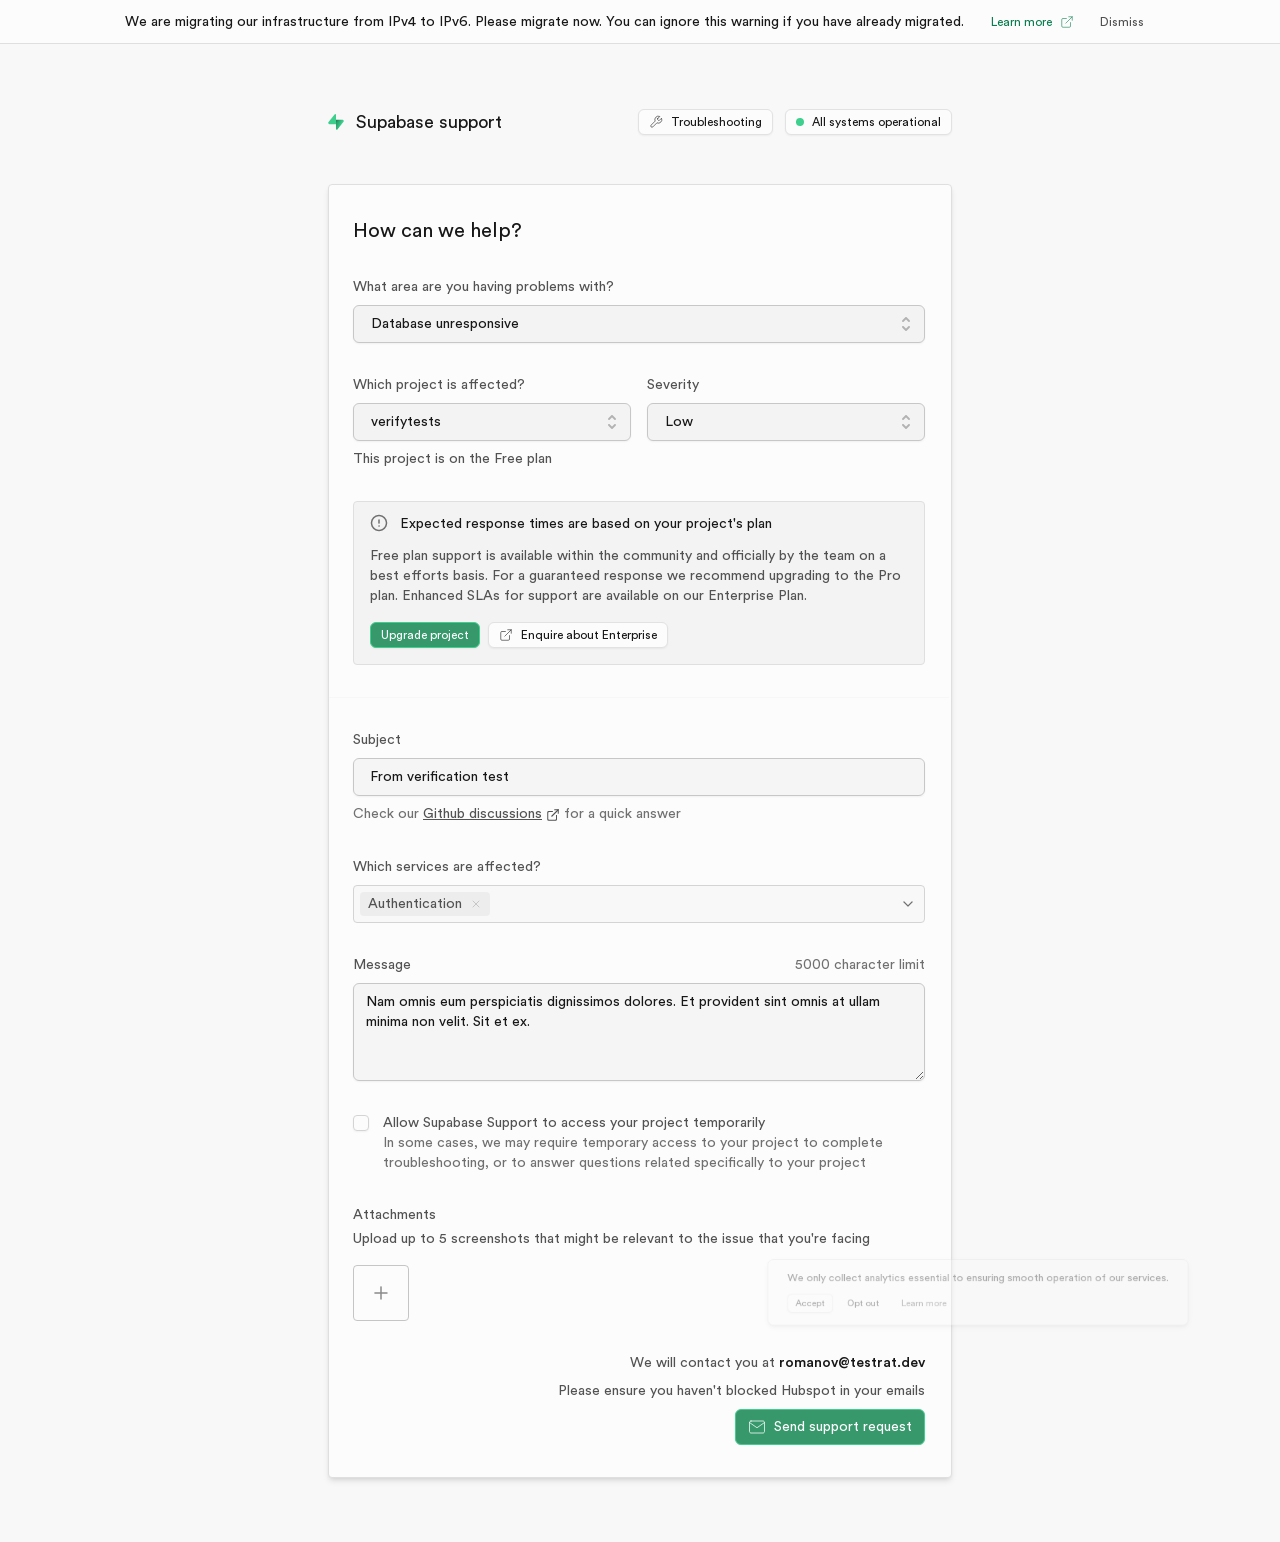 We are migrating our infrastructure from IPv4 to IPv6. Please migrate now. You can ignore this warning if you have already migrated. Learn more Dismiss
Supabase support Troubleshooting All systems operational
How can we help?
What area are you having problems with?
Database unresponsive
Which project is affected? Severity
verifytests Low
This project is on the Free plan
Expected response times are based on your project's plan
Free plan support is available within the community and officially by the team on a
best efforts basis. For a guaranteed response we recommend upgrading to the Pro
plan. Enhanced SLAs for support are available on our Enterprise Plan.
Upgrade project Enquire about Enterprise
Subject
From verification test
Check our Github discussions for a quick answer
Which services are affected?
Authentication
Message 5000 character limit
Nam omnis eum perspiciatis dignissimos dolores. Et provident sint omnis at ullam
minima non velit. Sit et ex.
Allow Supabase Support to access your project temporarily
In some cases, we may require temporary access to your project to complete
troubleshooting, or to answer questions related specifically to your project
Attachments
Upload up to 5 screenshots that might be relevant to the issue that you're facing
We only collect analytics essential to ensuring smooth operation of our services.
Accept Opt out Learn more
We will contact you at romanov@testrat.dev
Please ensure you haven't blocked Hubspot in your emails
Send support request